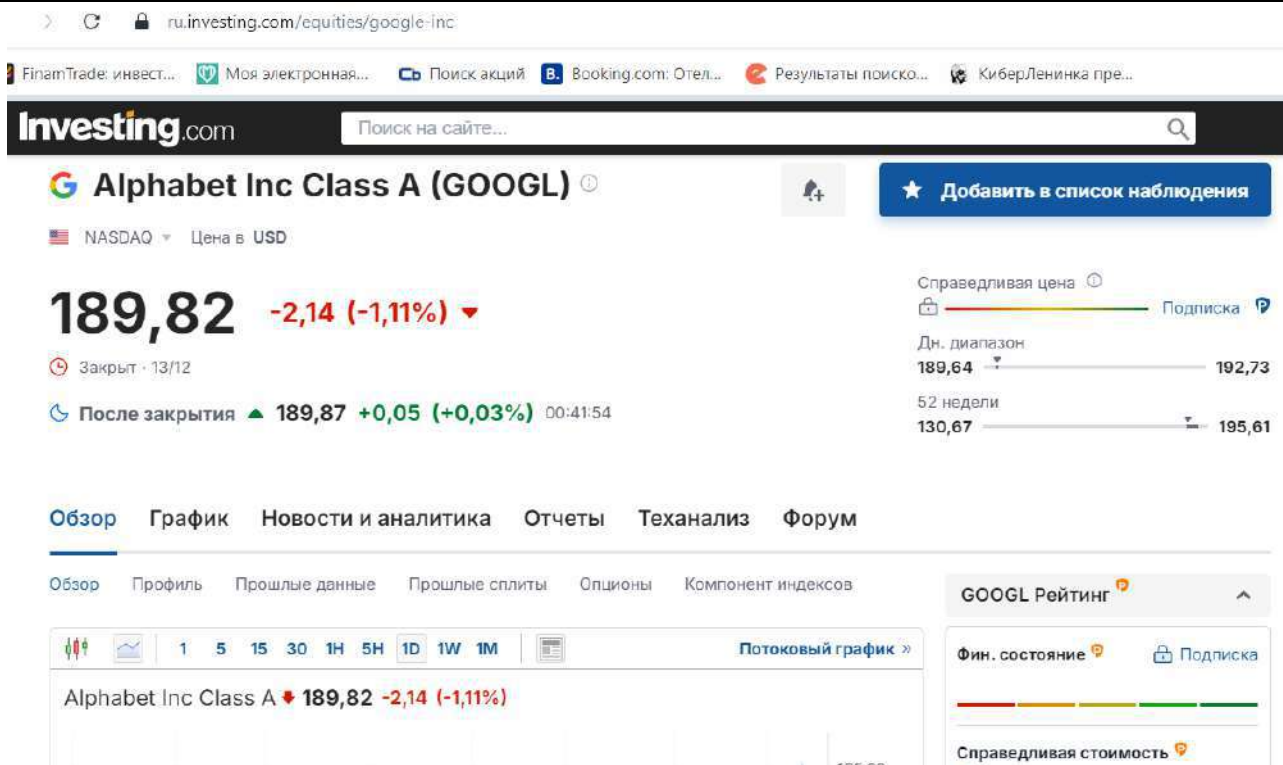 ru.investing.com/equities/google-inc
FinamTrade: инвест... Моя электронная... Сь Поиск акций B. Booking.com: Отел... Результаты поиско... КиберЛенинка пре...
Investing.com Поиск на сайте...
Alphabet Inc Class A (GOOGL)
Добавить в список наблюдения
NASDAQ Цена в USD
189,82 -2,14 (-1,11%)
Закрыт · 13/12
После закрытия 189,87 +0,05 (+0,03%) 00:41:54
Справедливая цена
Подписка
Дн. диапазон
189,64 192,73
52 недели
130,67 195,61
Обзор График Новости и аналитика Отчеты Теханализ Форум
Обзор Профиль Прошлые данные Прошлые сплиты Опционы Компонент индексов
1 5 15 30 1H 5H 1D 1W 1M Потоковый график »
Alphabet Inc Class A 189,82 -2,14 (-1,11%)
GOOGL Рейтинг
Фин. состояние Подписка
Справедливая стоимость